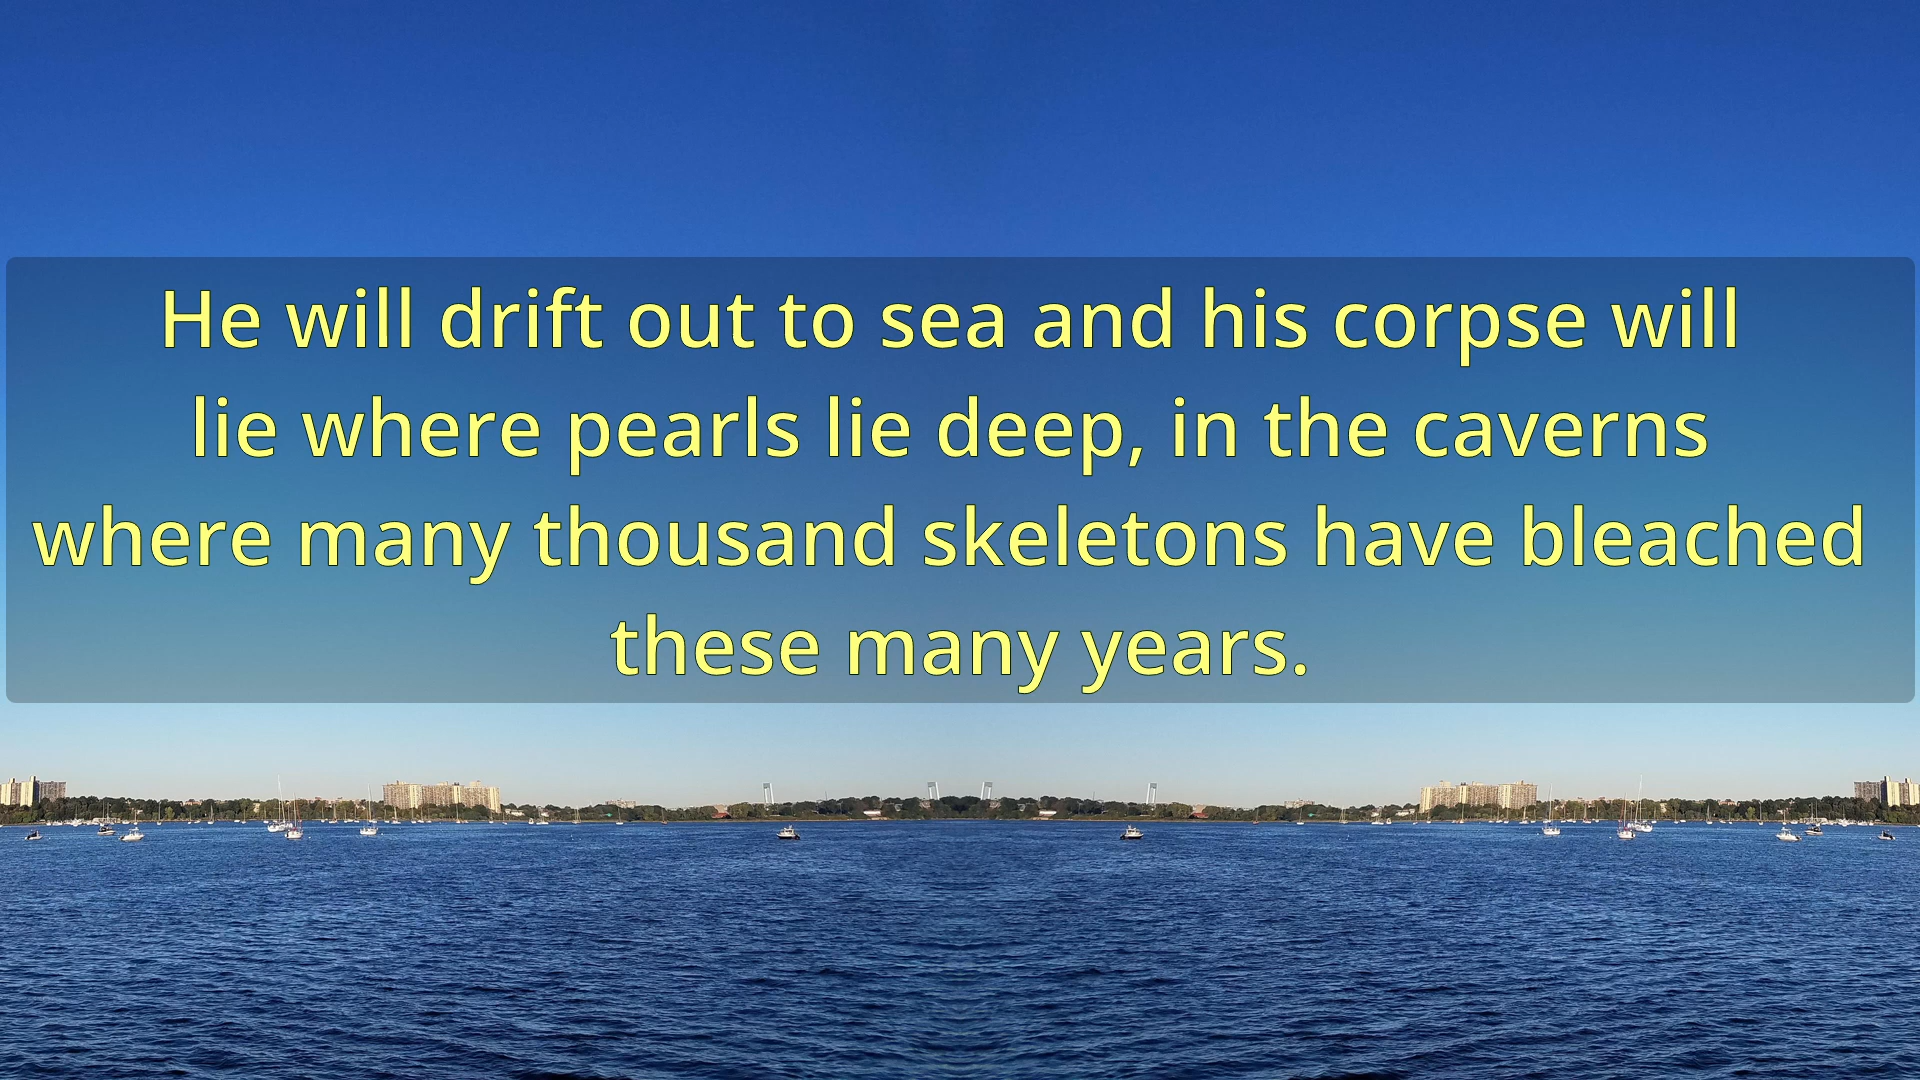 He will drift out to sea and his corpse will
lie where pearls lie deep, in the caverns
where many thousand skeletons have bleached
these many years.